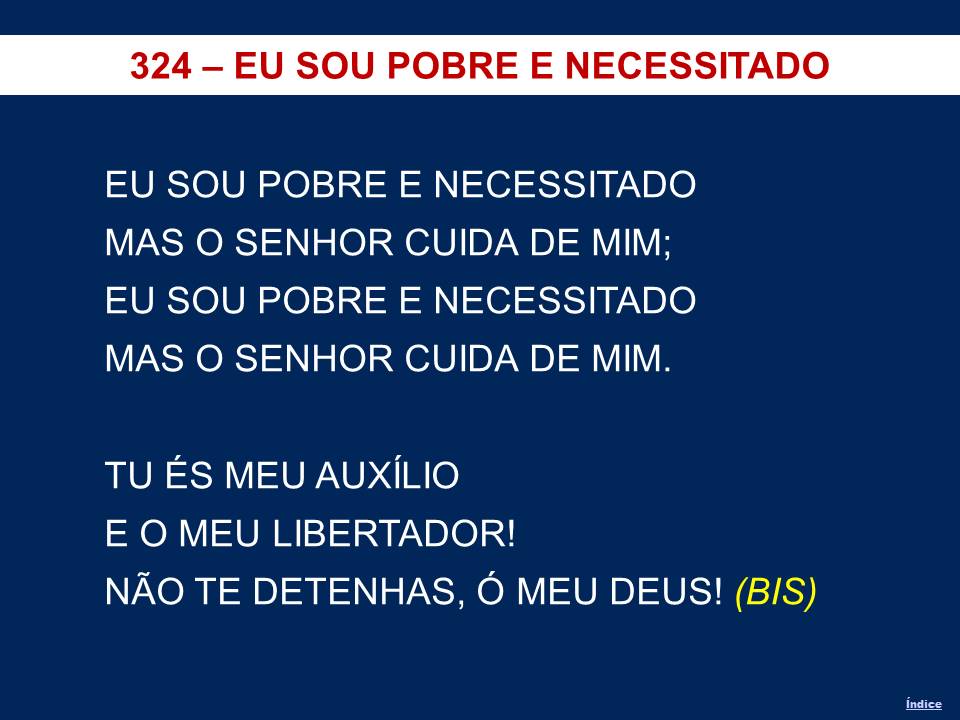 324 – EU SOU POBRE E NECESSITADO
EU SOU POBRE E NECESSITADO
MAS O SENHOR CUIDA DE MIM;
EU SOU POBRE E NECESSITADO
MAS O SENHOR CUIDA DE MIM.
TU ÉS MEU AUXÍLIO
E O MEU LIBERTADOR!
NÃO TE DETENHAS, Ó MEU DEUS! (BIS)
Índice